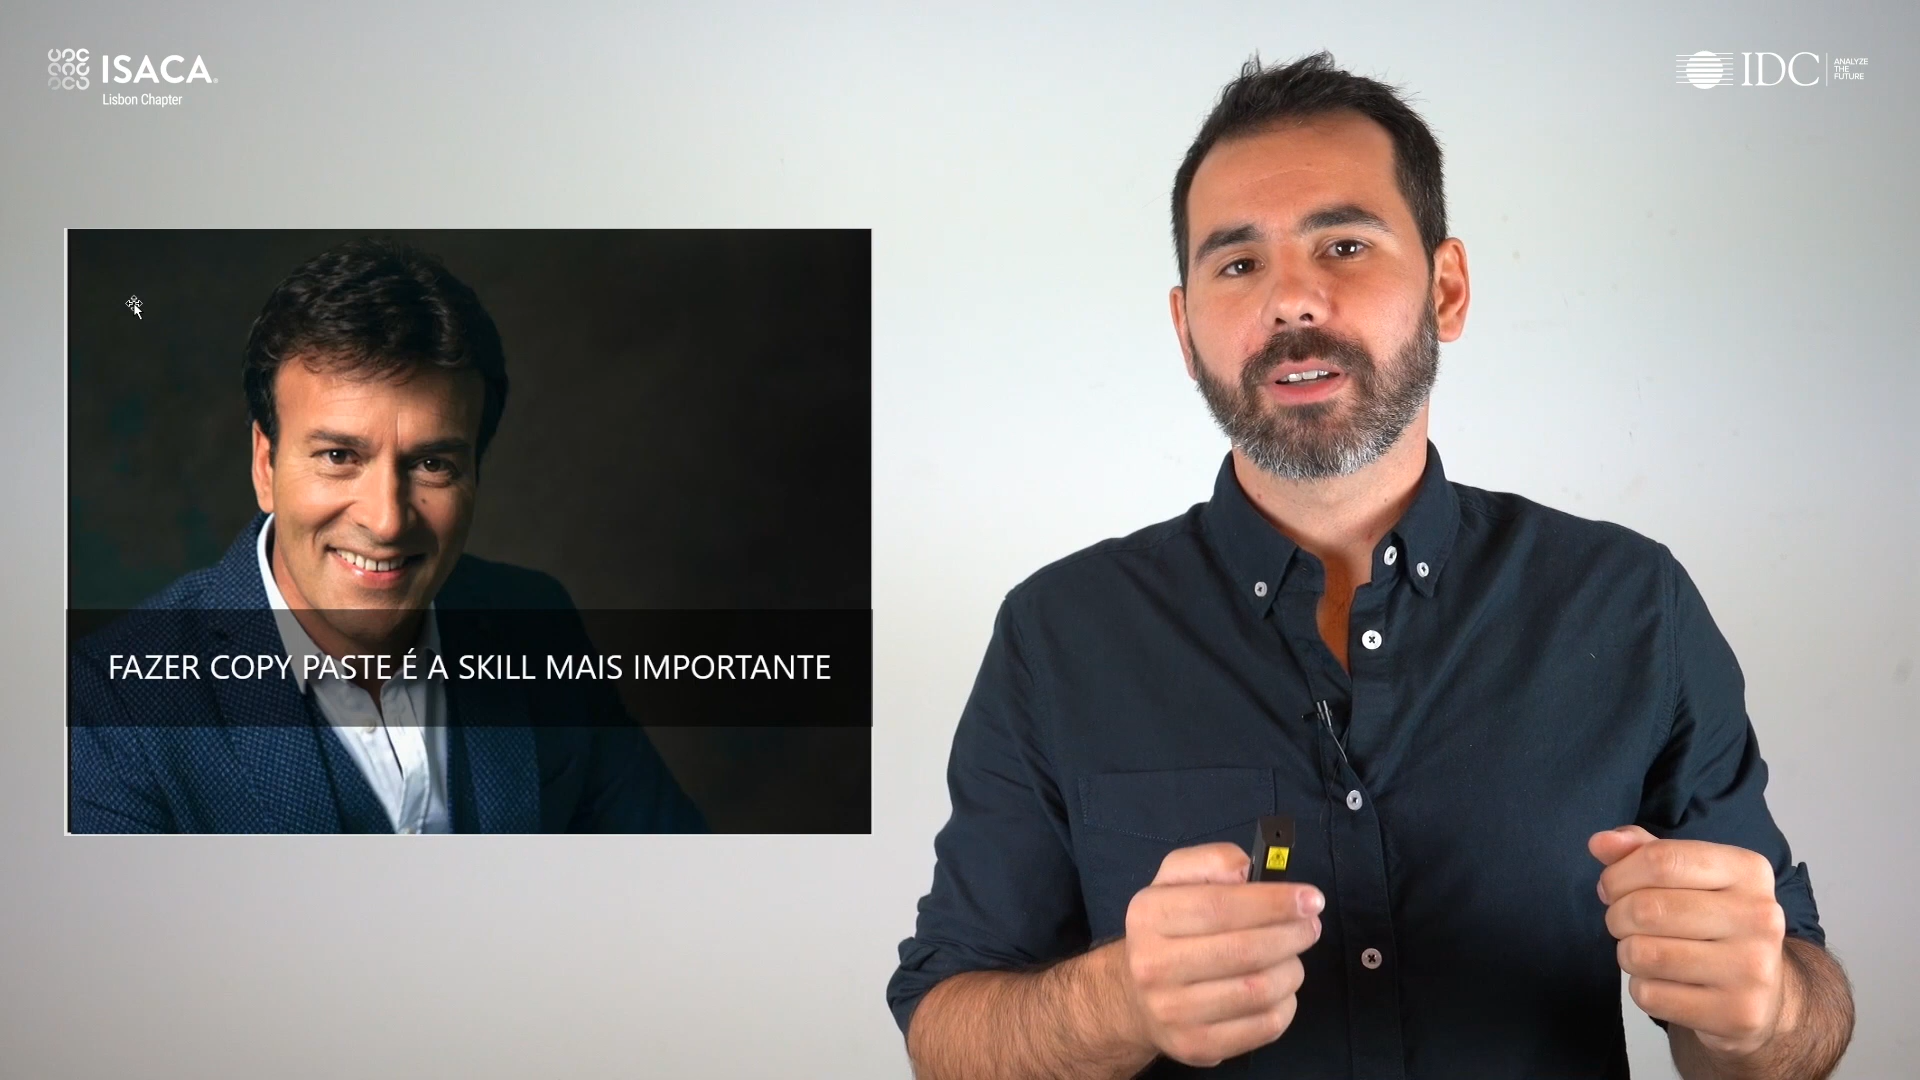 ISACA®
Lisbon Chapter
IDC
ANALYZE
THE
FUTURE
FAZER COPY PASTE É A SKILL MAIS IMPORTANTE